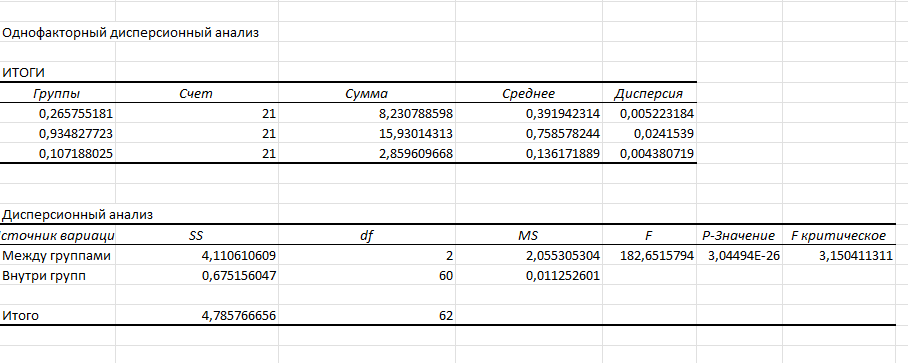 Однофакторный дисперсионный анализ
ИТОГИ
Группы Счет Сумма Среднее Дисперсия
0,265755181 21 8,230788598 0,391942314 0,005223184
0,934827723 21 15,93014313 0,758578244 0,0241539
0,107188025 21 2,859609668 0,136171889 0,004380719
Дисперсионный анализ
сточник вариаци SS df MS F P-Значение F критическое
Между группами 4,110610609 2 2,055305304 182,6515794 3,04494E-26 3,150411311
Внутри групп 0,675156047 60 0,011252601
Итого 4,785766656 62